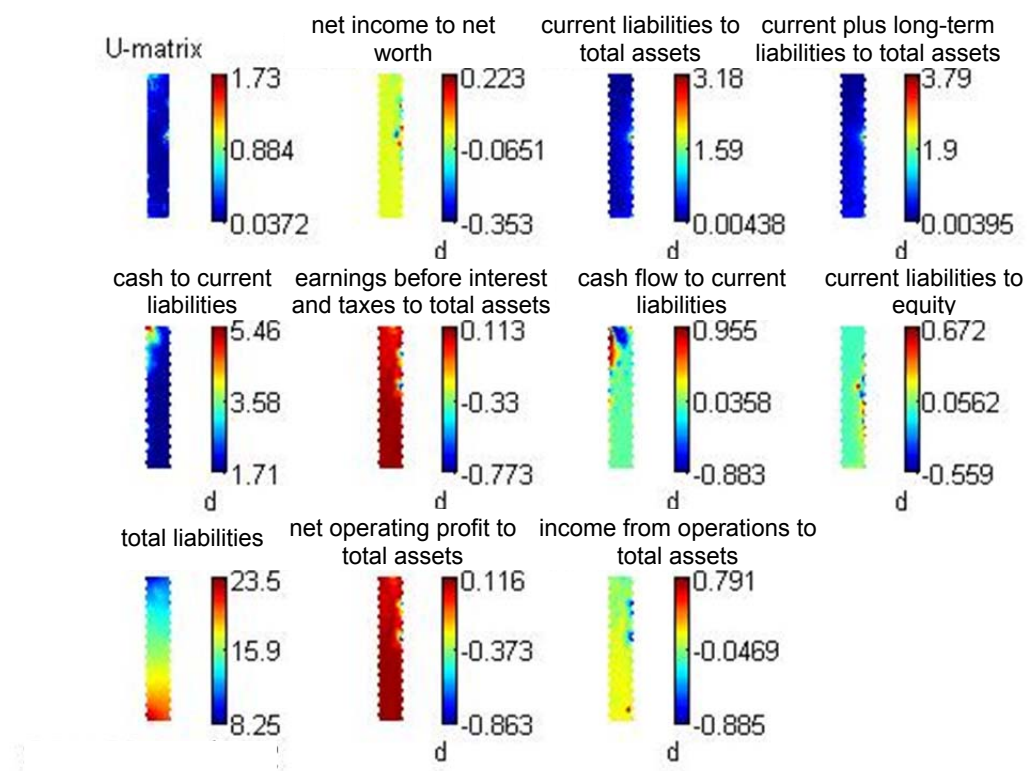 U-matrix
1.73
0.884
0.0372
net income to net
worth
0.223
-0.0651
-0.353
d
current liabilities to
total assets
3.18
1.59
0.00438
d
current plus long-term
liabilities to total assets
3.79
1.9
0.00395
d
cash to current
liabilities
5.46
3.58
1.71
d
earnings before interest
and taxes to total assets
0.113
-0.33
-0.773
d
cash flow to current
liabilities
0.955
0.0358
-0.883
d
current liabilities to
equity
0.672
0.0562
-0.559
total liabilities
23.5
15.9
8.25
net operating profit to
total assets
0.116
-0.373
-0.863
d
income from operations to
total assets
0.791
-0.0469
-0.885
d